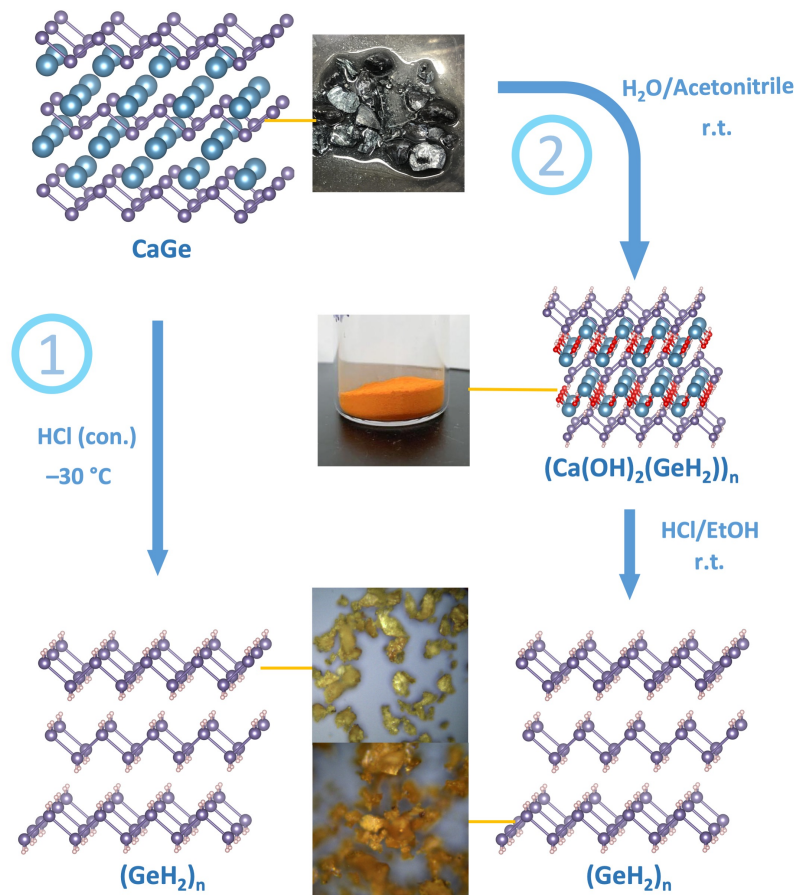 CaGe
H₂O/Acetonitrile
r.t.
2
1
HCl (con.)
–30 °C
(Ca(OH)₂(GeH₂))ₙ
HCl/EtOH
r.t.
(GeH₂)ₙ
(GeH₂)ₙ